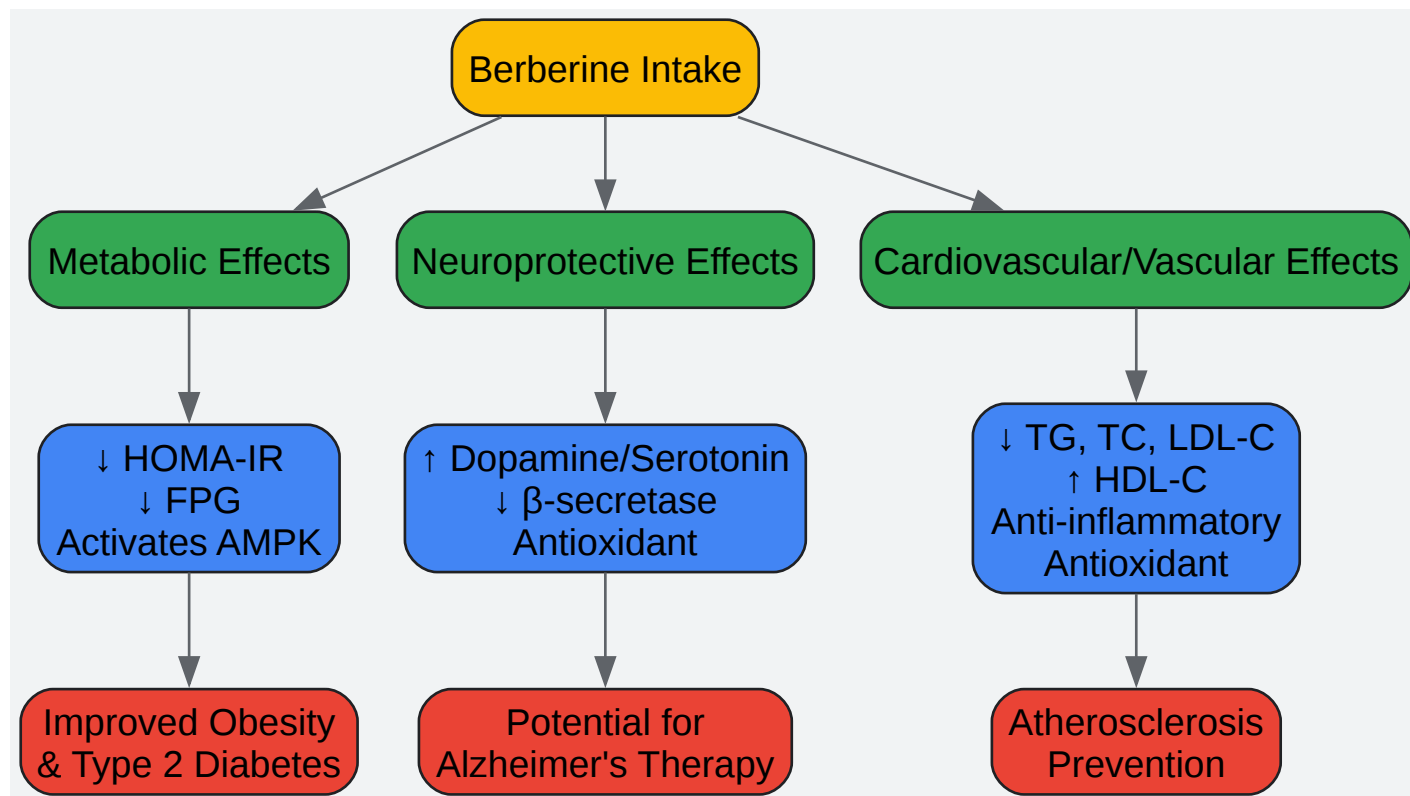 Berberine Intake
Metabolic Effects
Neuroprotective Effects
Cardiovascular/Vascular Effects
↓ HOMA-IR
↓ FPG
Activates AMPK
↑ Dopamine/Serotonin
↓ β-secretase
Antioxidant
↓ TG, TC, LDL-C
↑ HDL-C
Anti-inflammatory
Antioxidant
Improved Obesity
& Type 2 Diabetes
Potential for
Alzheimer's Therapy
Atherosclerosis
Prevention